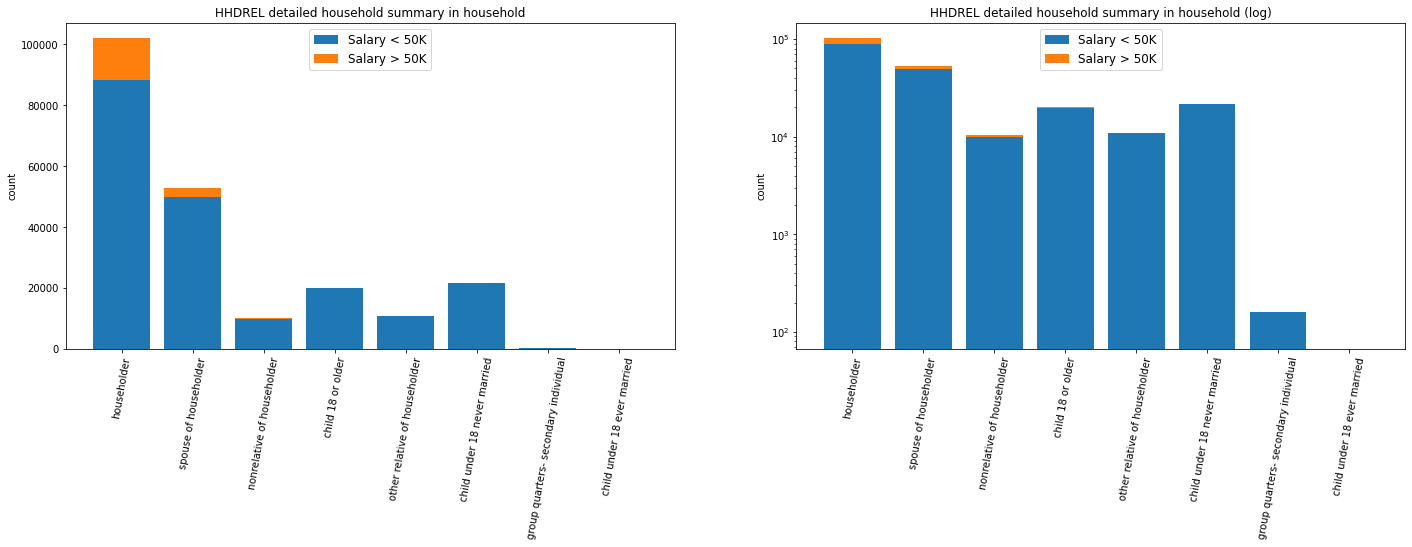 HHDREL detailed household summary in household
Salary < 50K
Salary > 50K
count
100000
80000
60000
40000
20000
0
householder
spouse of householder
nonrelative of householder
child 18 or older
other relative of householder
child under 18 never married
group quarters- secondary individual
child under 18 ever married
HHDREL detailed household summary in household (log)
Salary < 50K
Salary > 50K
count
10^5
10^4
10^3
10^2
householder
spouse of householder
nonrelative of householder
child 18 or older
other relative of householder
child under 18 never married
group quarters- secondary individual
child under 18 ever married